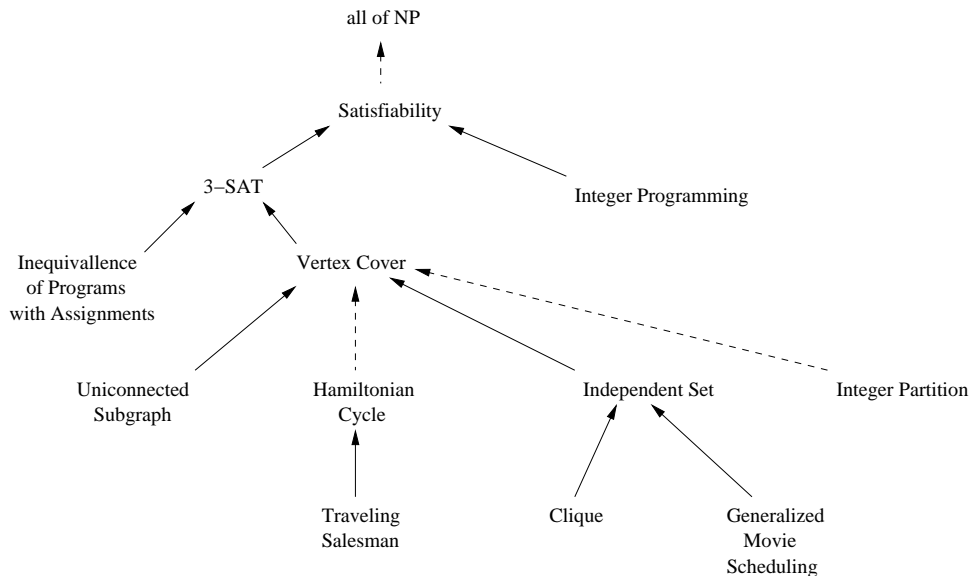 all of NP
Satisfiability
3−SAT
Integer Programming
Inequivallence
of Programs
with Assignments
Vertex Cover
Uniconnected
Subgraph
Hamiltonian
Cycle
Independent Set
Integer Partition
Traveling
Salesman
Clique
Generalized
Movie
Scheduling